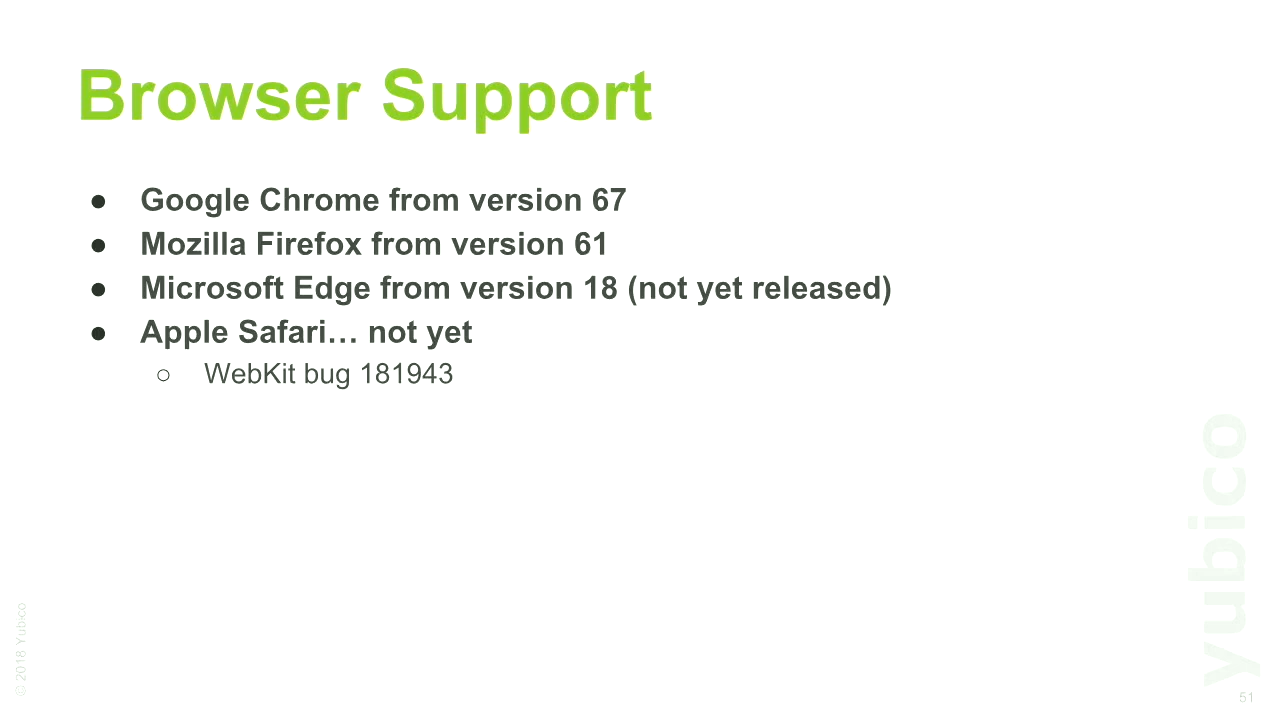 Browser Support
● Google Chrome from version 67
● Mozilla Firefox from version 61
● Microsoft Edge from version 18 (not yet released)
● Apple Safari… not yet
○ WebKit bug 181943
© 2018 Yubico
yubico
51